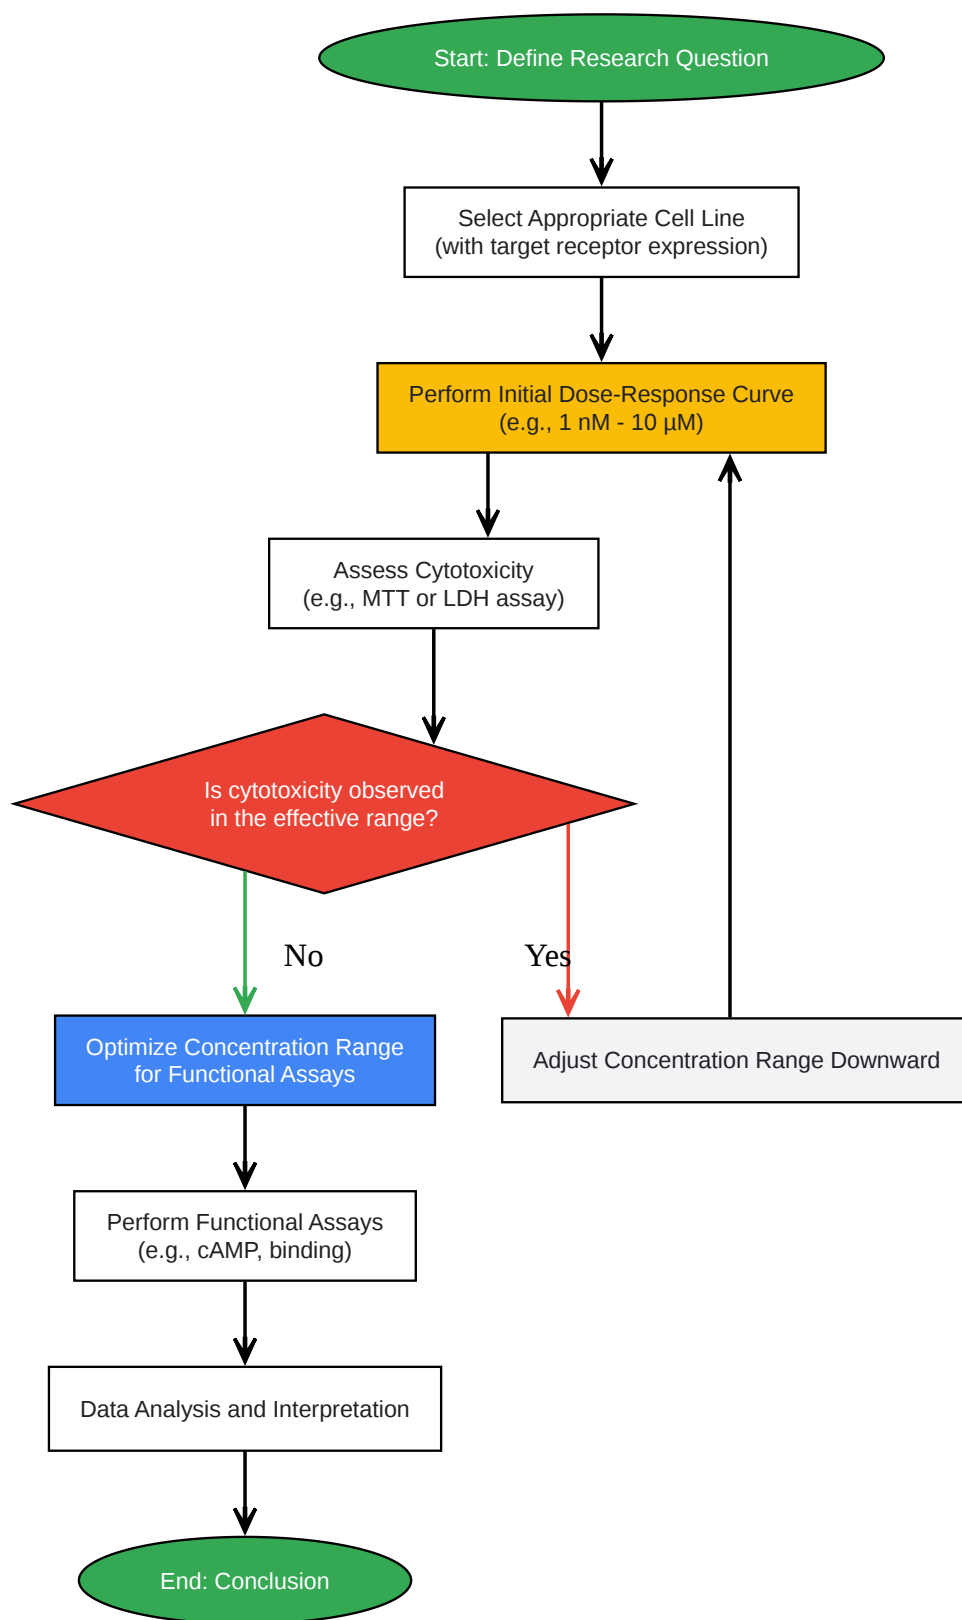 Start: Define Research Question
Select Appropriate Cell Line
(with target receptor expression)
Perform Initial Dose-Response Curve
(e.g., 1 nM - 10 µM)
Assess Cytotoxicity
(e.g., MTT or LDH assay)
Is cytotoxicity observed
in the effective range?
No
Yes
Optimize Concentration Range
for Functional Assays
Adjust Concentration Range Downward
Perform Functional Assays
(e.g., cAMP, binding)
Data Analysis and Interpretation
End: Conclusion